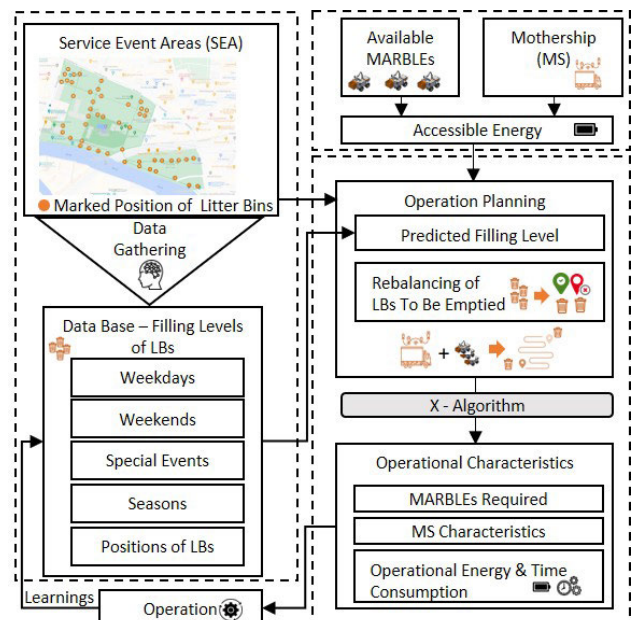 Service Event Areas (SEA)
Marked Position of Litter Bins
Data
Gathering
Data Base – Filling Levels
of LBs
Weekdays
Weekends
Special Events
Seasons
Positions of LBs
Learnings
Operation
Available
MARBLEs
Mothership
(MS)
Accessible Energy
Operation Planning
Predicted Filling Level
Rebalancing of
LBs To Be Emptied
+
X - Algorithm
Operational Characteristics
MARBLEs Required
MS Characteristics
Operational Energy & Time
Consumption